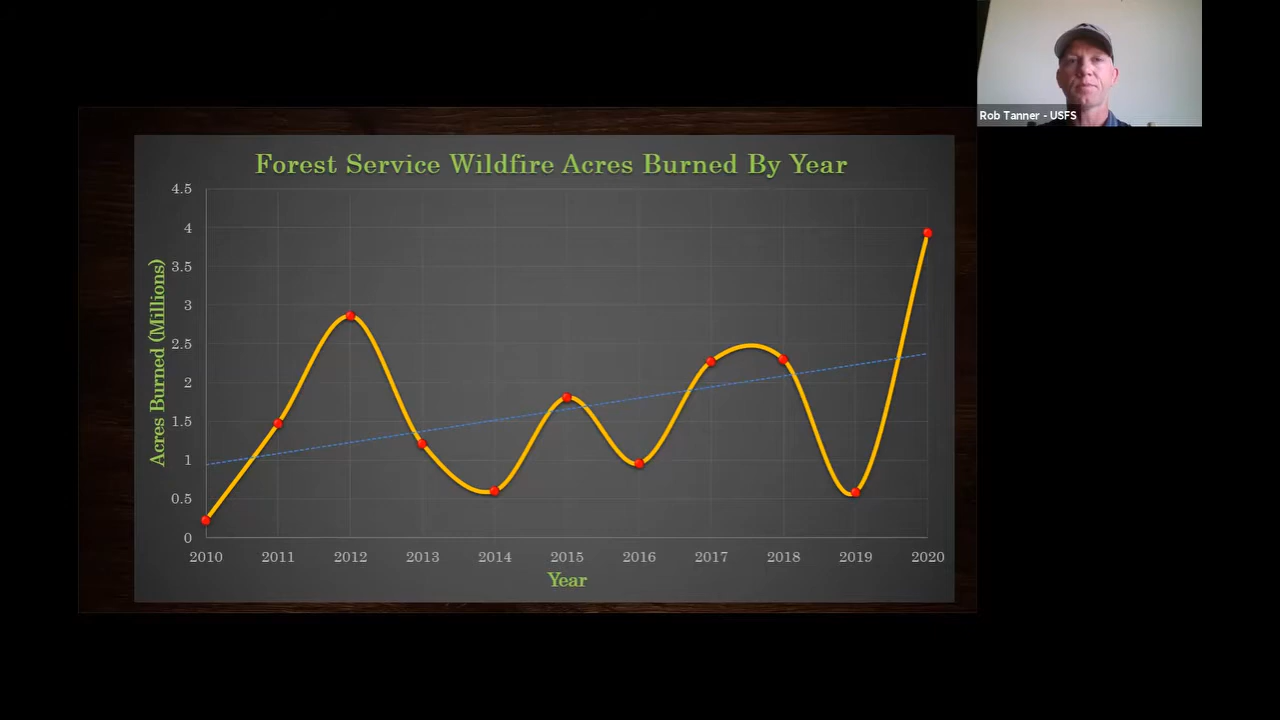 Rob Tanner - USFS
Forest Service Wildfire Acres Burned By Year
Acres Burned (Millions)
4.5
4
3.5
3
2.5
2
1.5
1
0.5
0
2010 2011 2012 2013 2014 2015 2016 2017 2018 2019 2020
Year